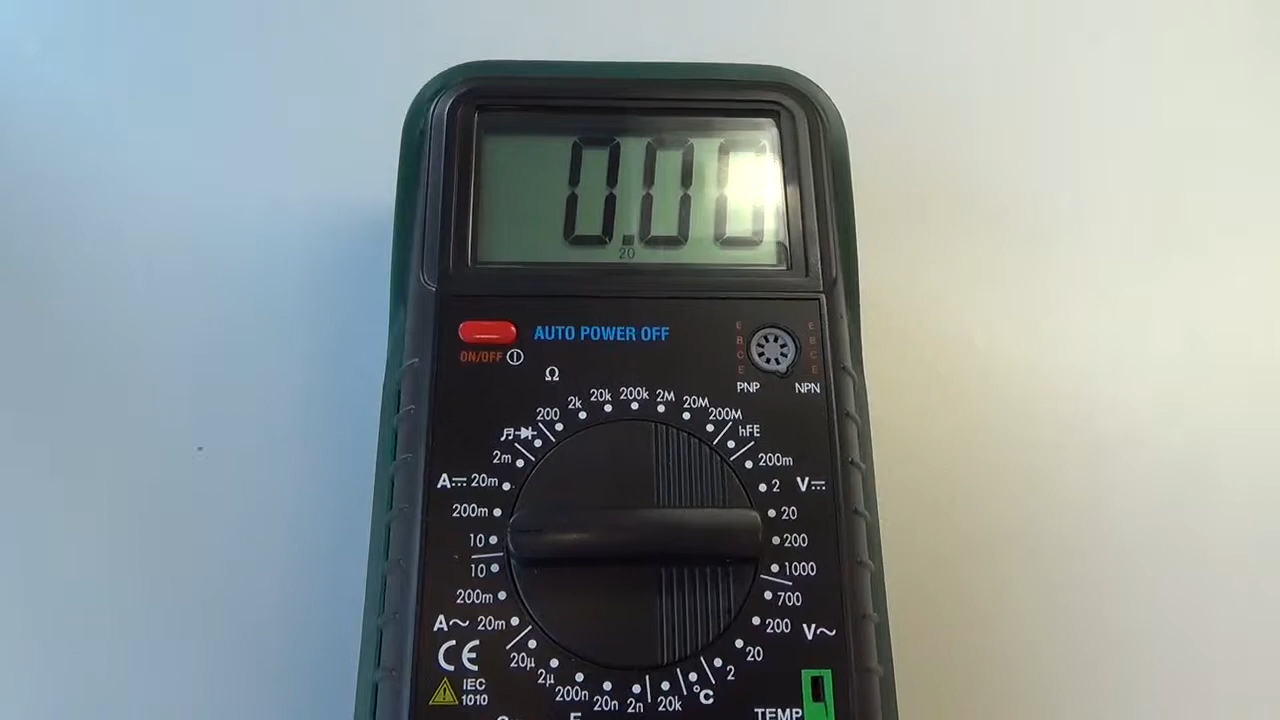 0.00
20
AUTO POWER OFF
ON/OFF
E E
B B
C C
E E
PNP NPN
Ω
200 2k 20k 200k 2M 20M 200M
hFE
2m
A⎓ 20m
200m
10
200m
2 V⎓
20
200
1000
10
200m
A~ 20m
700
200 V~
20
2
20µ 2µ 200n 20n 2n 20k °C
CE
IEC
1010
TEMP